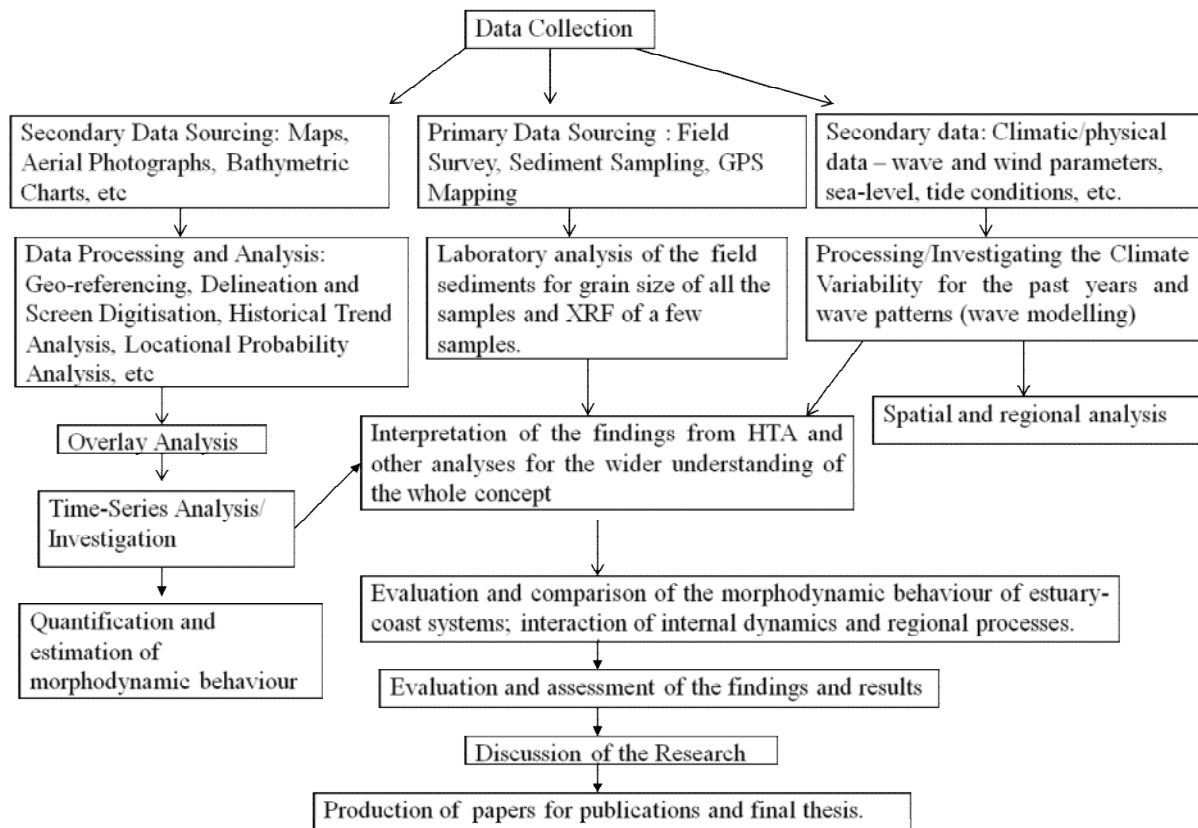 Data Collection
Secondary Data Sourcing: Maps,
Aerial Photographs, Bathymetric
Charts, etc
Primary Data Sourcing : Field
Survey, Sediment Sampling, GPS
Mapping
Secondary data: Climatic/physical
data – wave and wind parameters,
sea-level, tide conditions, etc.
Data Processing and Analysis:
Geo-referencing, Delineation and
Screen Digitisation, Historical Trend
Analysis, Locational Probability
Analysis, etc
Laboratory analysis of the field
sediments for grain size of all the
samples and XRF of a few
samples.
Processing/Investigating the Climate
Variability for the past years and
wave patterns (wave modelling)
Overlay Analysis
Interpretation of the findings from HTA and
other analyses for the wider understanding of
the whole concept
Spatial and regional analysis
Time-Series Analysis/
Investigation
Quantification and
estimation of
morphodynamic behaviour
Evaluation and comparison of the morphodynamic behaviour of estuary-
coast systems; interaction of internal dynamics and regional processes.
Evaluation and assessment of the findings and results
Discussion of the Research
Production of papers for publications and final thesis.